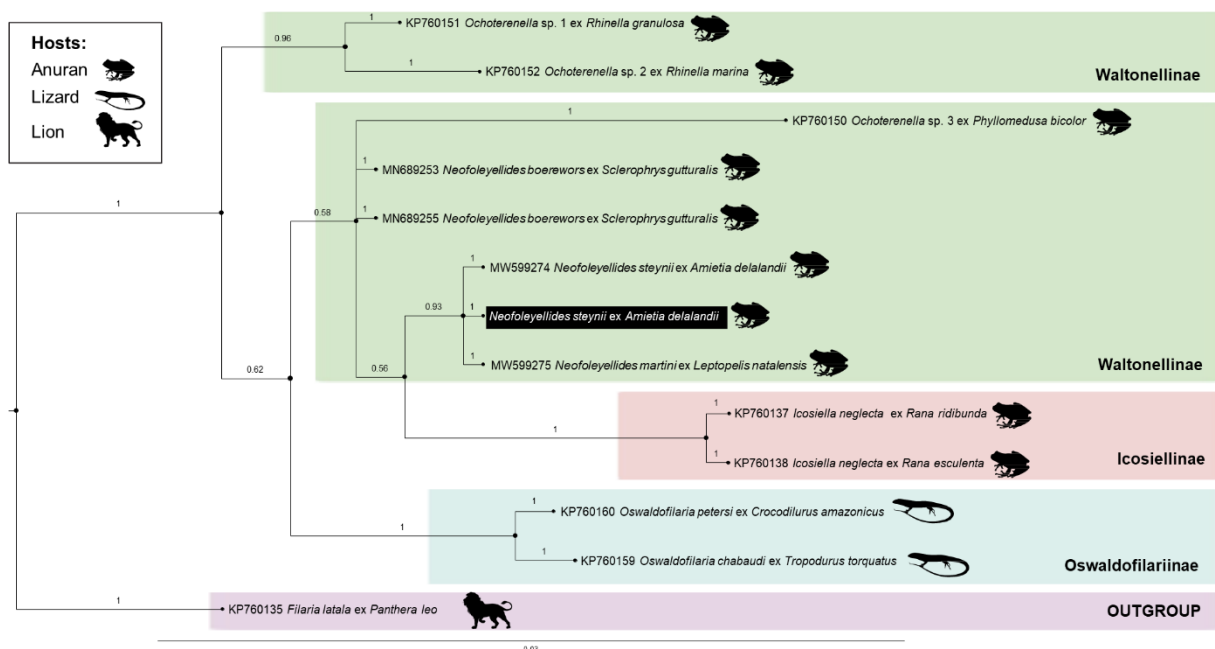 Hosts:
Anuran
Lizard
Lion
1
KP760151 Ochoterenella sp. 1 ex Rhinella granulosa
0.96
1
KP760152 Ochoterenella sp. 2 ex Rhinella marina
Waltonellinae
1
KP760150 Ochoterenella sp. 3 ex Phyllomedusa bicolor
1
MN689253 Neofoleyellides boerewors ex Sclerophrys gutturalis
1
0.58
1
MN689255 Neofoleyellides boerewors ex Sclerophrys gutturalis
1
MW599274 Neofoleyellides steynii ex Amietia delalandii
0.93
1
Neofoleyellides steynii ex Amietia delalandii
0.62
0.56
1
MW599275 Neofoleyellides martini ex Leptopelis natalensis
Waltonellinae
1
KP760137 Icosiella neglecta ex Rana ridibunda
1
1
KP760138 Icosiella neglecta ex Rana esculenta
Icosiellinae
1
KP760160 Oswaldofilaria petersi ex Crocodilurus amazonicus
1
1
KP760159 Oswaldofilaria chabaudi ex Tropodurus torquatus
Oswaldofilariinae
1
KP760135 Filaria latala ex Panthera leo
OUTGROUP
0.03